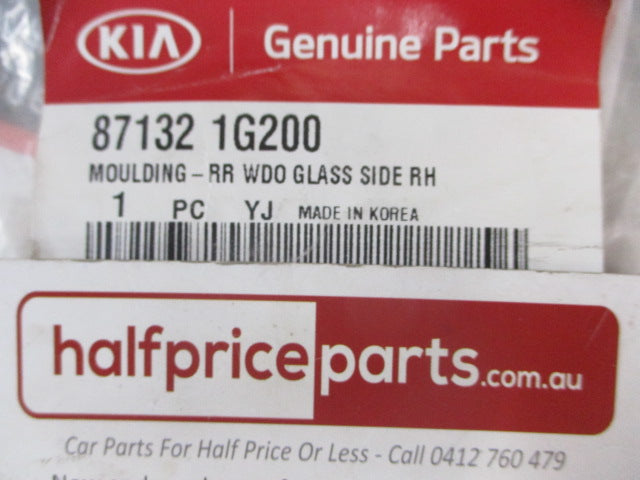 KIA Genuine Parts
87132 1G200
MOULDING-RR WDO GLASS SIDE RH
1 PC YJ MADE IN KOREA
halfpriceparts.com.au
Car Parts For Half Price Or Less - Call 0412 760 479